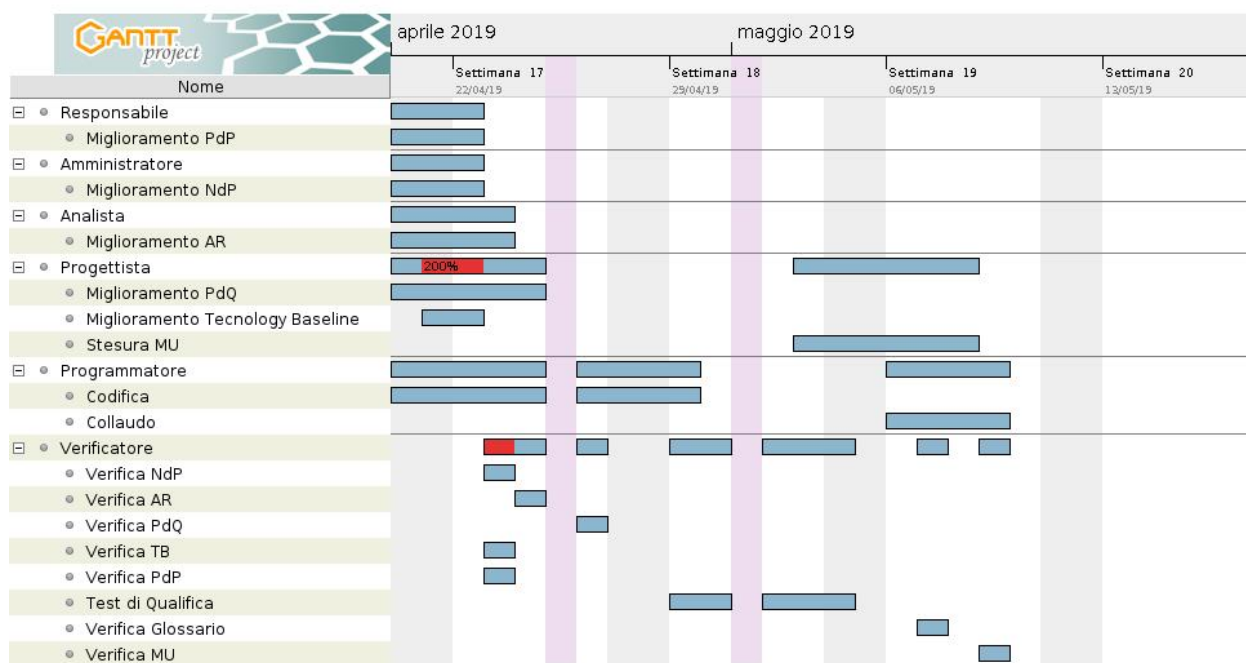 GANTT
project
aprile 2019
maggio 2019
Settimana 17
22/04/19
Settimana 18
29/04/19
Settimana 19
06/05/19
Settimana 20
13/05/19
Nome
Responsabile
Miglioramento PdP
Amministratore
Miglioramento NdP
Analista
Miglioramento AR
Progettista
200%
Miglioramento PdQ
Miglioramento Tecnology Baseline
Stesura MU
Programmatore
Codifica
Collaudo
Verificatore
Verifica NdP
Verifica AR
Verifica PdQ
Verifica TB
Verifica PdP
Test di Qualifica
Verifica Glossario
Verifica MU